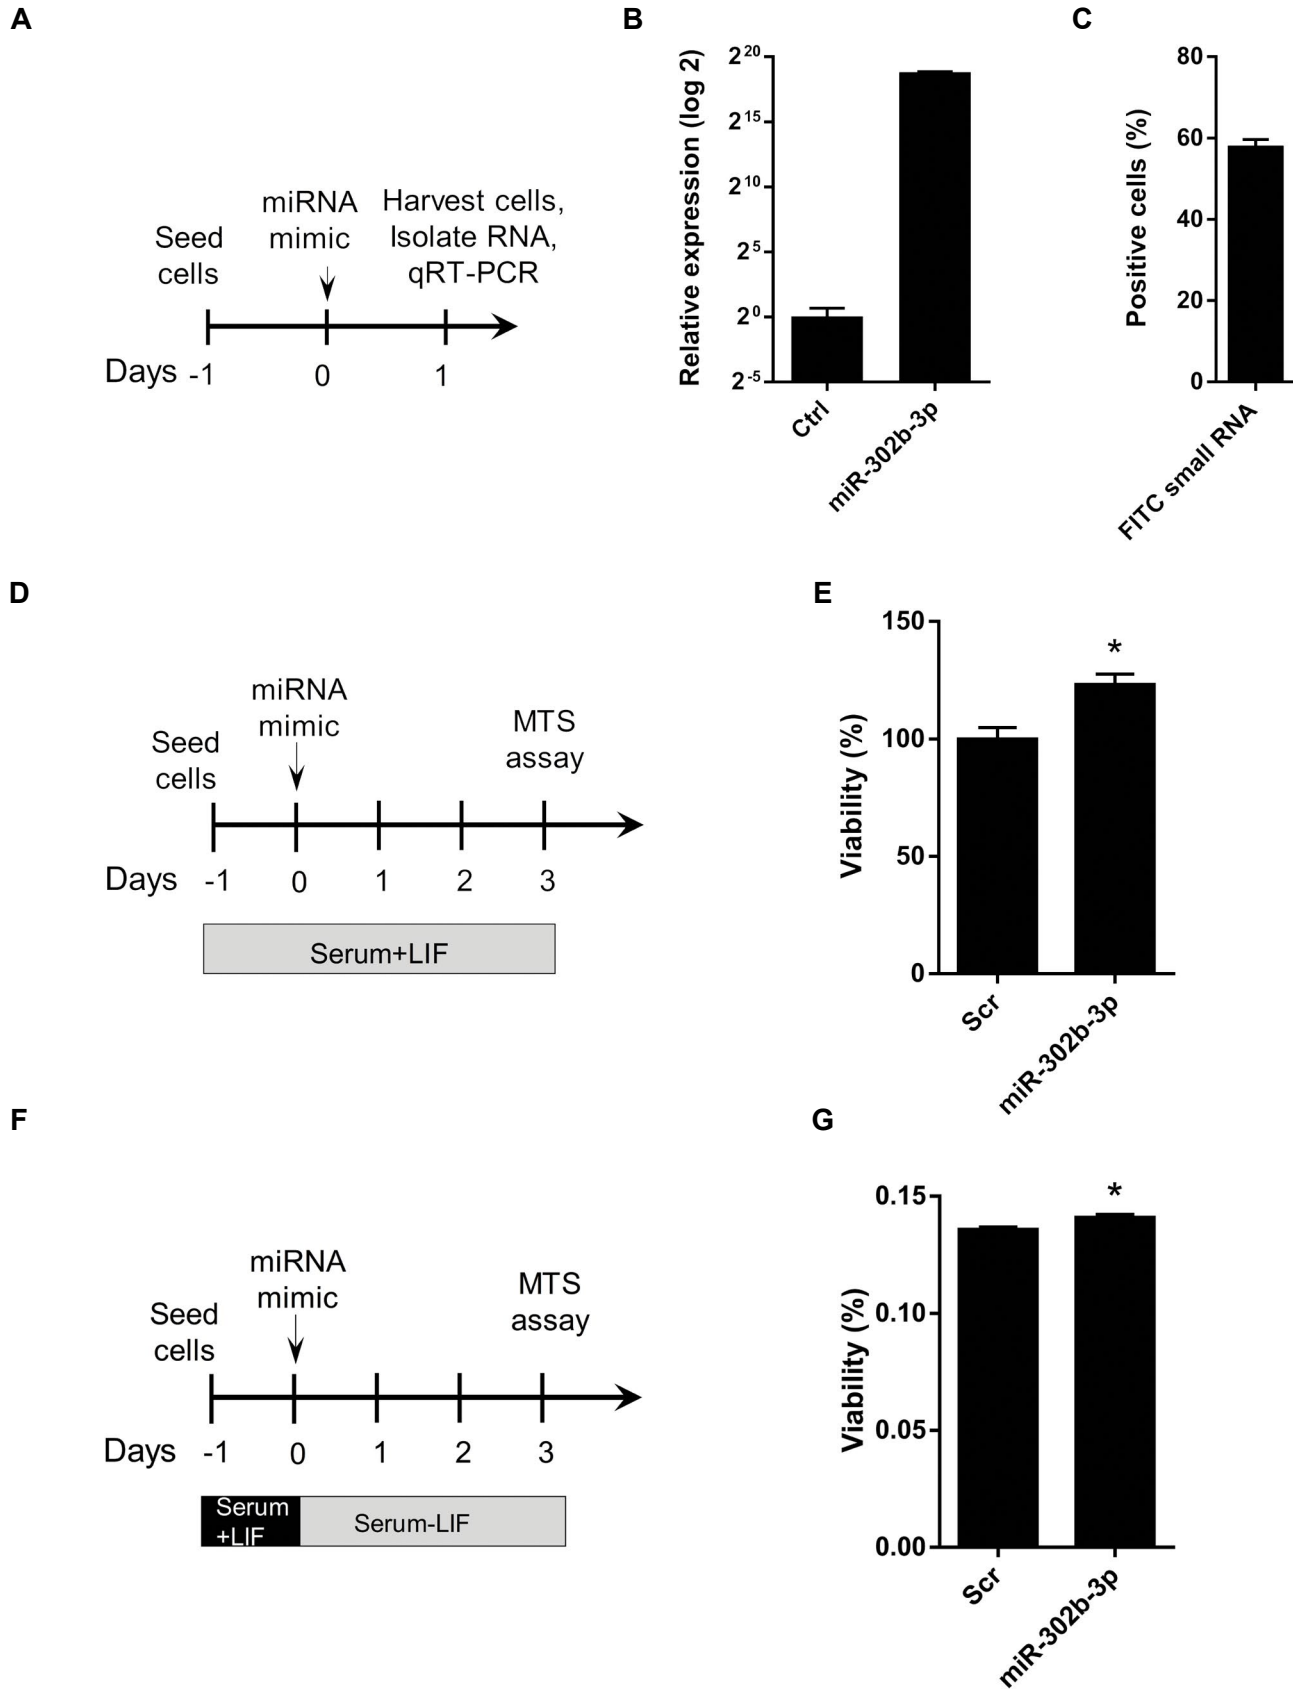 A
Seed
cells
miRNA
mimic
Harvest cells,
Isolate RNA,
qRT-PCR
Days -1 0 1
B
Relative expression (log 2)
2^20
2^15
2^10
2^5
2^0
2^-5
Ctrl
miR-302b-3p
C
Positive cells (%)
80
60
40
20
0
FITC small RNA
D
Seed
cells
miRNA
mimic
MTS
assay
Days -1 0 1 2 3
Serum+LIF
E
Viability (%)
150
100
50
0
*
Scr
miR-302b-3p
F
Seed
cells
miRNA
mimic
MTS
assay
Days -1 0 1 2 3
Serum
+LIF
Serum-LIF
G
Viability (%)
0.15
0.10
0.05
0.00
*
Scr
miR-302b-3p